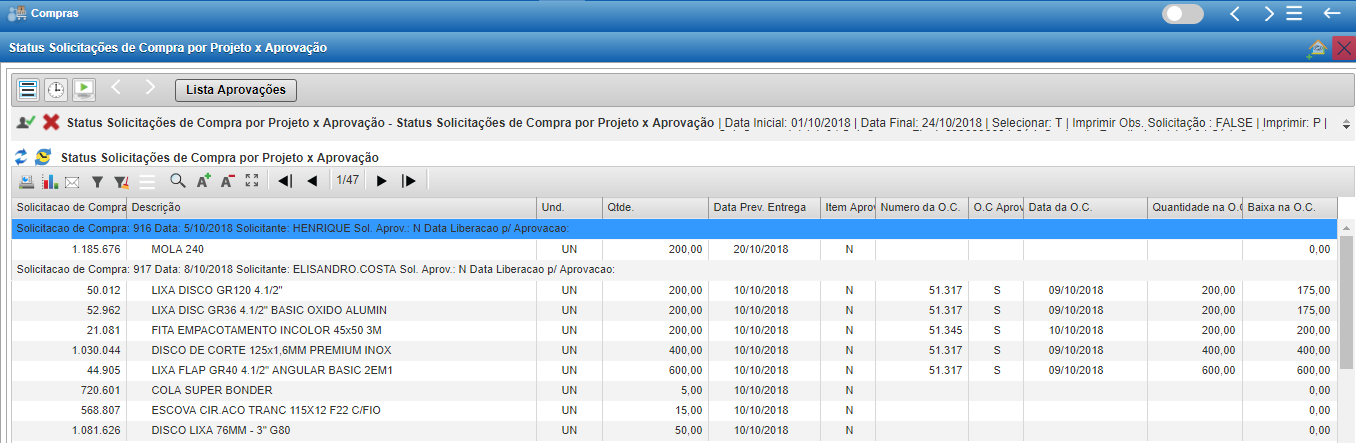 Compras
Status Solicitações de Compra por Projeto x Aprovação
Lista Aprovações
Status Solicitações de Compra por Projeto x Aprovação - Status Solicitações de Compra por Projeto x Aprovação | Data Inicial: 01/10/2018 | Data Final: 24/10/2018 | Selecionar: T | Imprimir Obs. Solicitação : FALSE | Imprimir: P |
Status Solicitações de Compra por Projeto x Aprovação
1/47
Solicitacao de Compra Descrição Und. Qtde. Data Prev. Entrega Item Aprov Numero da O.C. O.C Aprov Data da O.C. Quantidade na O.C Baixa na O.C.
Solicitacao de Compra: 916 Data: 5/10/2018 Solicitante: HENRIQUE Sol. Aprov.: N Data Liberacao p/ Aprovacao:
1.185.676 MOLA 240 UN 200,00 20/10/2018 N 0,00
Solicitacao de Compra: 917 Data: 8/10/2018 Solicitante: ELISANDRO.COSTA Sol. Aprov.: N Data Liberacao p/ Aprovacao:
50.012 LIXA DISCO GR120 4.1/2" UN 200,00 10/10/2018 N 51.317 S 09/10/2018 200,00 175,00
52.962 LIXA DISC GR36 4.1/2" BASIC OXIDO ALUMIN UN 200,00 10/10/2018 N 51.317 S 09/10/2018 200,00 175,00
21.081 FITA EMPACOTAMENTO INCOLOR 45x50 3M UN 200,00 10/10/2018 N 51.345 S 10/10/2018 200,00 200,00
1.030.044 DISCO DE CORTE 125x1,6MM PREMIUM INOX UN 400,00 10/10/2018 N 51.317 S 09/10/2018 400,00 400,00
44.905 LIXA FLAP GR40 4.1/2" ANGULAR BASIC 2EM1 UN 600,00 10/10/2018 N 51.317 S 09/10/2018 600,00 600,00
720.601 COLA SUPER BONDER UN 5,00 10/10/2018 N 0,00
568.807 ESCOVA CIR.ACO TRANC 115X12 F22 C/FIO UN 15,00 10/10/2018 N 0,00
1.081.626 DISCO LIXA 76MM - 3" G80 UN 50,00 10/10/2018 N 0,00